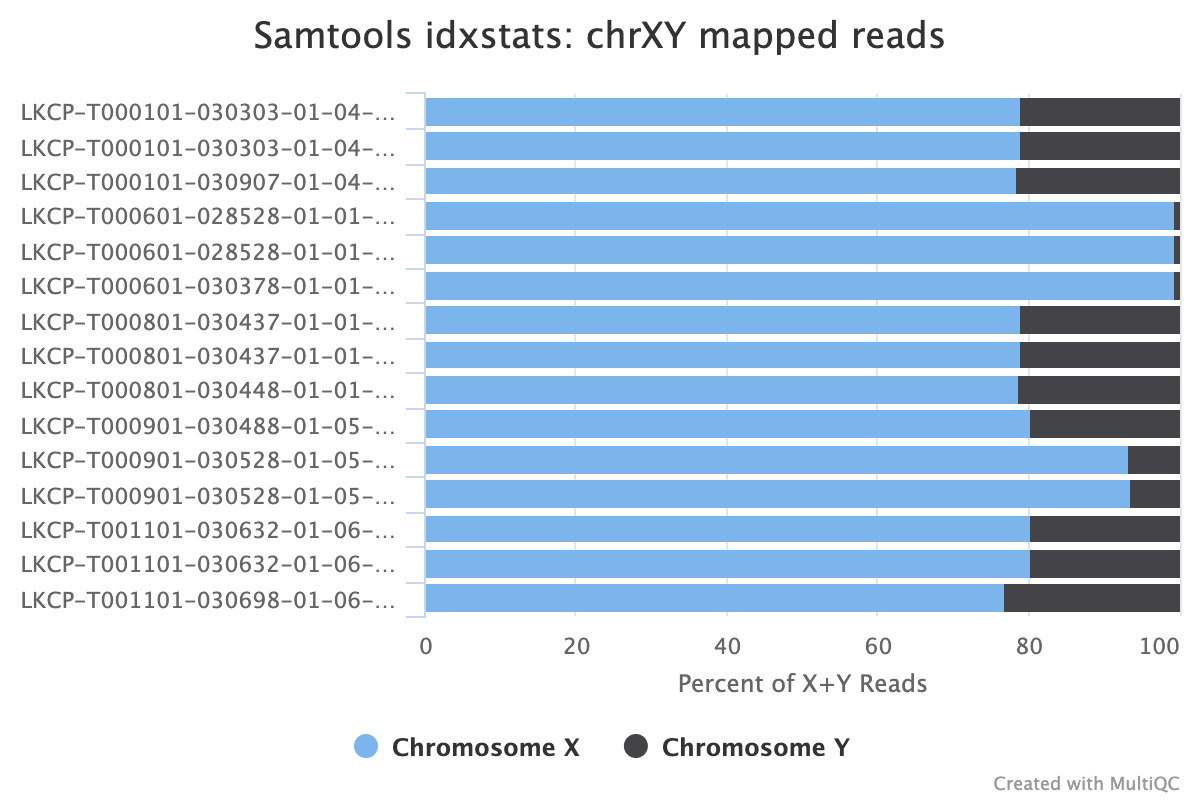 Samtools idxstats: chrXY mapped reads
LKCP-T000101-030303-01-04-...
LKCP-T000101-030303-01-04-...
LKCP-T000101-030907-01-04-...
LKCP-T000601-028528-01-01-...
LKCP-T000601-028528-01-01-...
LKCP-T000601-030378-01-01-...
LKCP-T000801-030437-01-01-...
LKCP-T000801-030437-01-01-...
LKCP-T000801-030448-01-01-...
LKCP-T000901-030488-01-05-...
LKCP-T000901-030528-01-05-...
LKCP-T000901-030528-01-05-...
LKCP-T001101-030632-01-06-...
LKCP-T001101-030632-01-06-...
LKCP-T001101-030698-01-06-...
0 20 40 60 80 100
Percent of X+Y Reads
Chromosome X Chromosome Y
Created with MultiQC